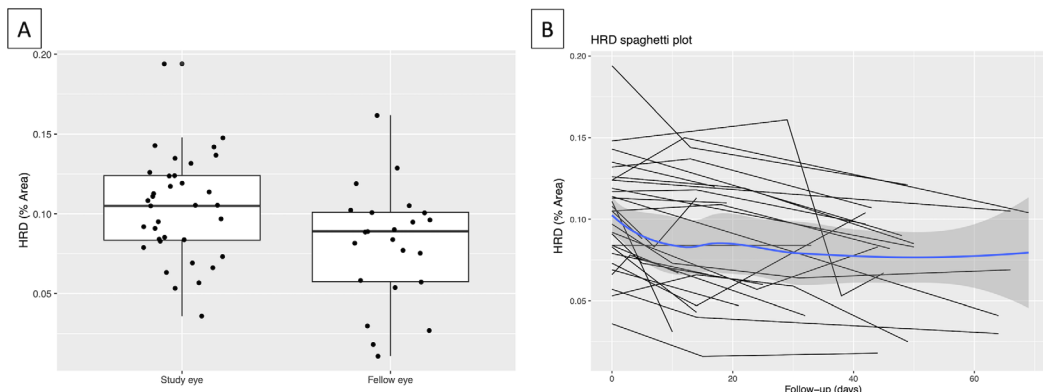 A
HRD (% Area)
0.20
0.15
0.10
0.05
Study eye
Fellow eye
B
HRD spaghetti plot
HRD (% Area)
0.20
0.15
0.10
0.05
0
20
40
60
Follow−up (days)